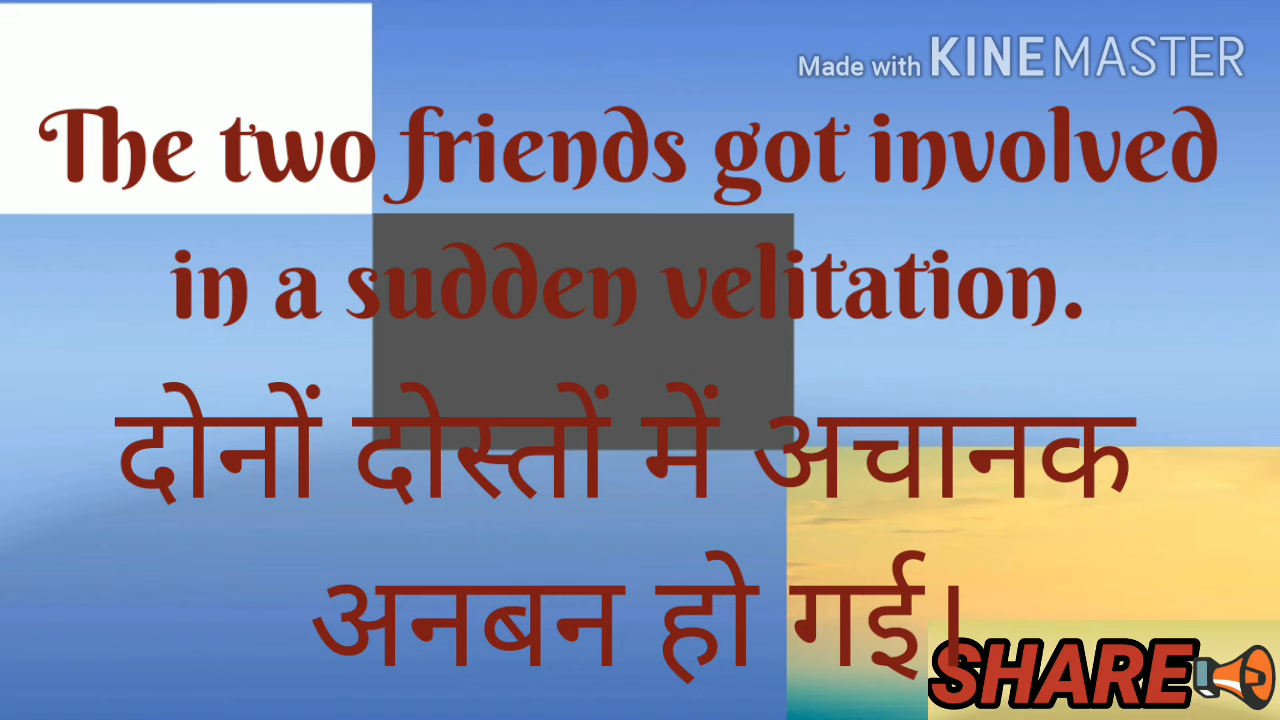 Made with KINEMASTER
The two friends got involved
in a sudden velitation.
दोनों दोस्तों में अचानक
अनबन हो गई।
SHARE